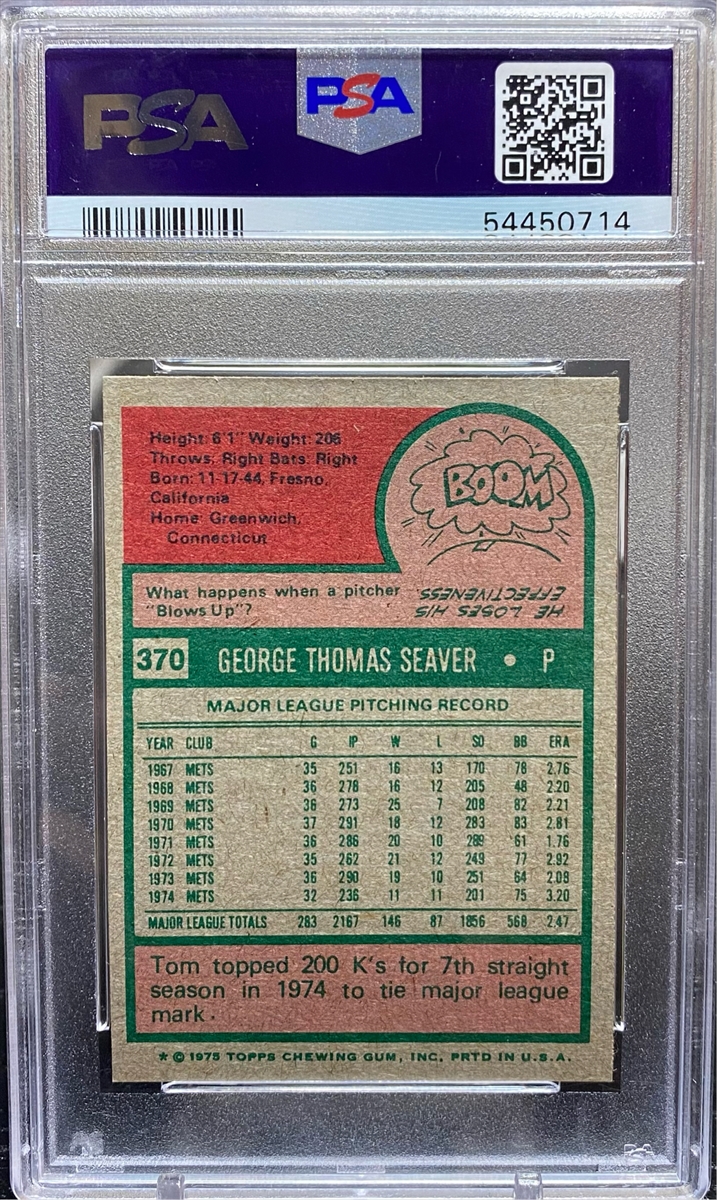 PSA
PSA
54450714
Height: 6'1" Weight: 206
Throws: Right Bats: Right
Born: 11-17-44, Fresno,
California
Home: Greenwich,
Connecticut
BOOM
What happens when a pitcher
"Blows Up"?
HE LOSES HIS
EFFECTIVENESS.
370 GEORGE THOMAS SEAVER • P
MAJOR LEAGUE PITCHING RECORD
YEAR CLUB G IP W L SO BB ERA
1967 METS 35 251 16 13 170 78 2.76
1968 METS 36 278 16 12 205 48 2.20
1969 METS 36 273 25 7 208 82 2.21
1970 METS 37 291 18 12 283 83 2.81
1971 METS 36 286 20 10 289 61 1.76
1972 METS 35 262 21 12 249 77 2.92
1973 METS 36 290 19 10 251 64 2.08
1974 METS 32 236 11 11 201 75 3.20
MAJOR LEAGUE TOTALS 283 2167 146 87 1856 568 2.47
Tom topped 200 K's for 7th straight
season in 1974 to tie major league
mark.
* © 1975 TOPPS CHEWING GUM, INC. PRTD IN U.S.A.
PSA